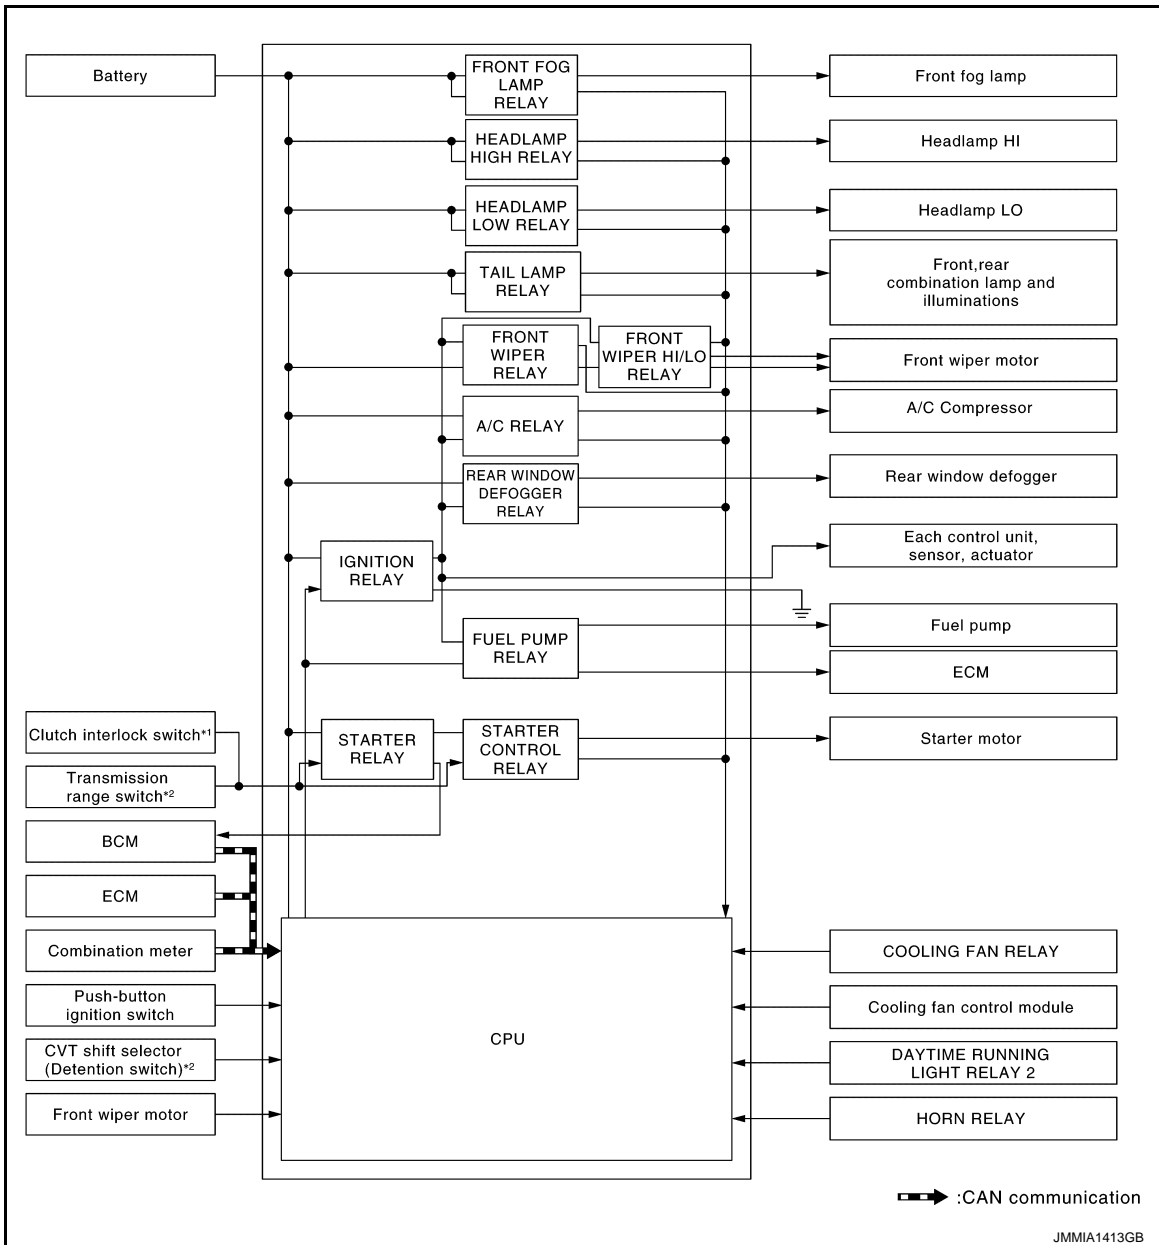 Battery
FRONT FOG
LAMP
RELAY
Front fog lamp
HEADLAMP
HIGH RELAY
Headlamp HI
HEADLAMP
LOW RELAY
Headlamp LO
TAIL LAMP
RELAY
Front,rear
combination lamp and
illuminations
FRONT
WIPER
RELAY
FRONT
WIPER HI/LO
RELAY
Front wiper motor
A/C RELAY
A/C Compressor
REAR WINDOW
DEFOGGER
RELAY
Rear window defogger
IGNITION
RELAY
Each control unit,
sensor, actuator
FUEL PUMP
RELAY
Fuel pump
ECM
Clutch interlock switch*1
STARTER
RELAY
STARTER
CONTROL
RELAY
Starter motor
Transmission
range switch*2
BCM
ECM
Combination meter
Push-button
ignition switch
CVT shift selector
(Detention switch)*2
Front wiper motor
CPU
COOLING FAN RELAY
Cooling fan control module
DAYTIME RUNNING
LIGHT RELAY 2
HORN RELAY
:CAN communication
JMMIA1413GB